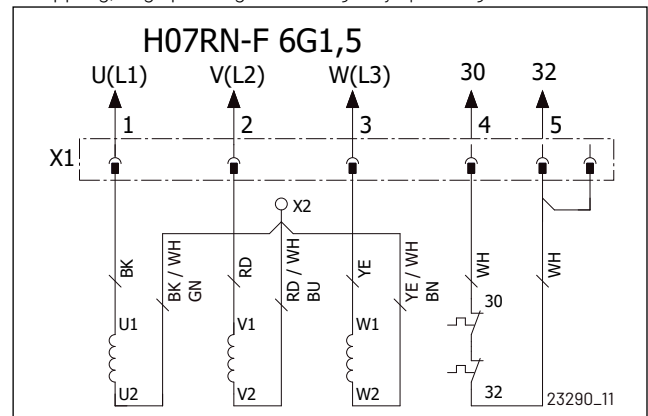 H07RN-F 6G1,5
U(L1) V(L2) W(L3) 30 32
1 2 3 4 5
X1
X2
BK
BK / WH
GN
RD
RD / WH
BU
YE
YE / WH
BN
WH
WH
30
U1 V1 W1
U2 V2 W2 32
23290_11